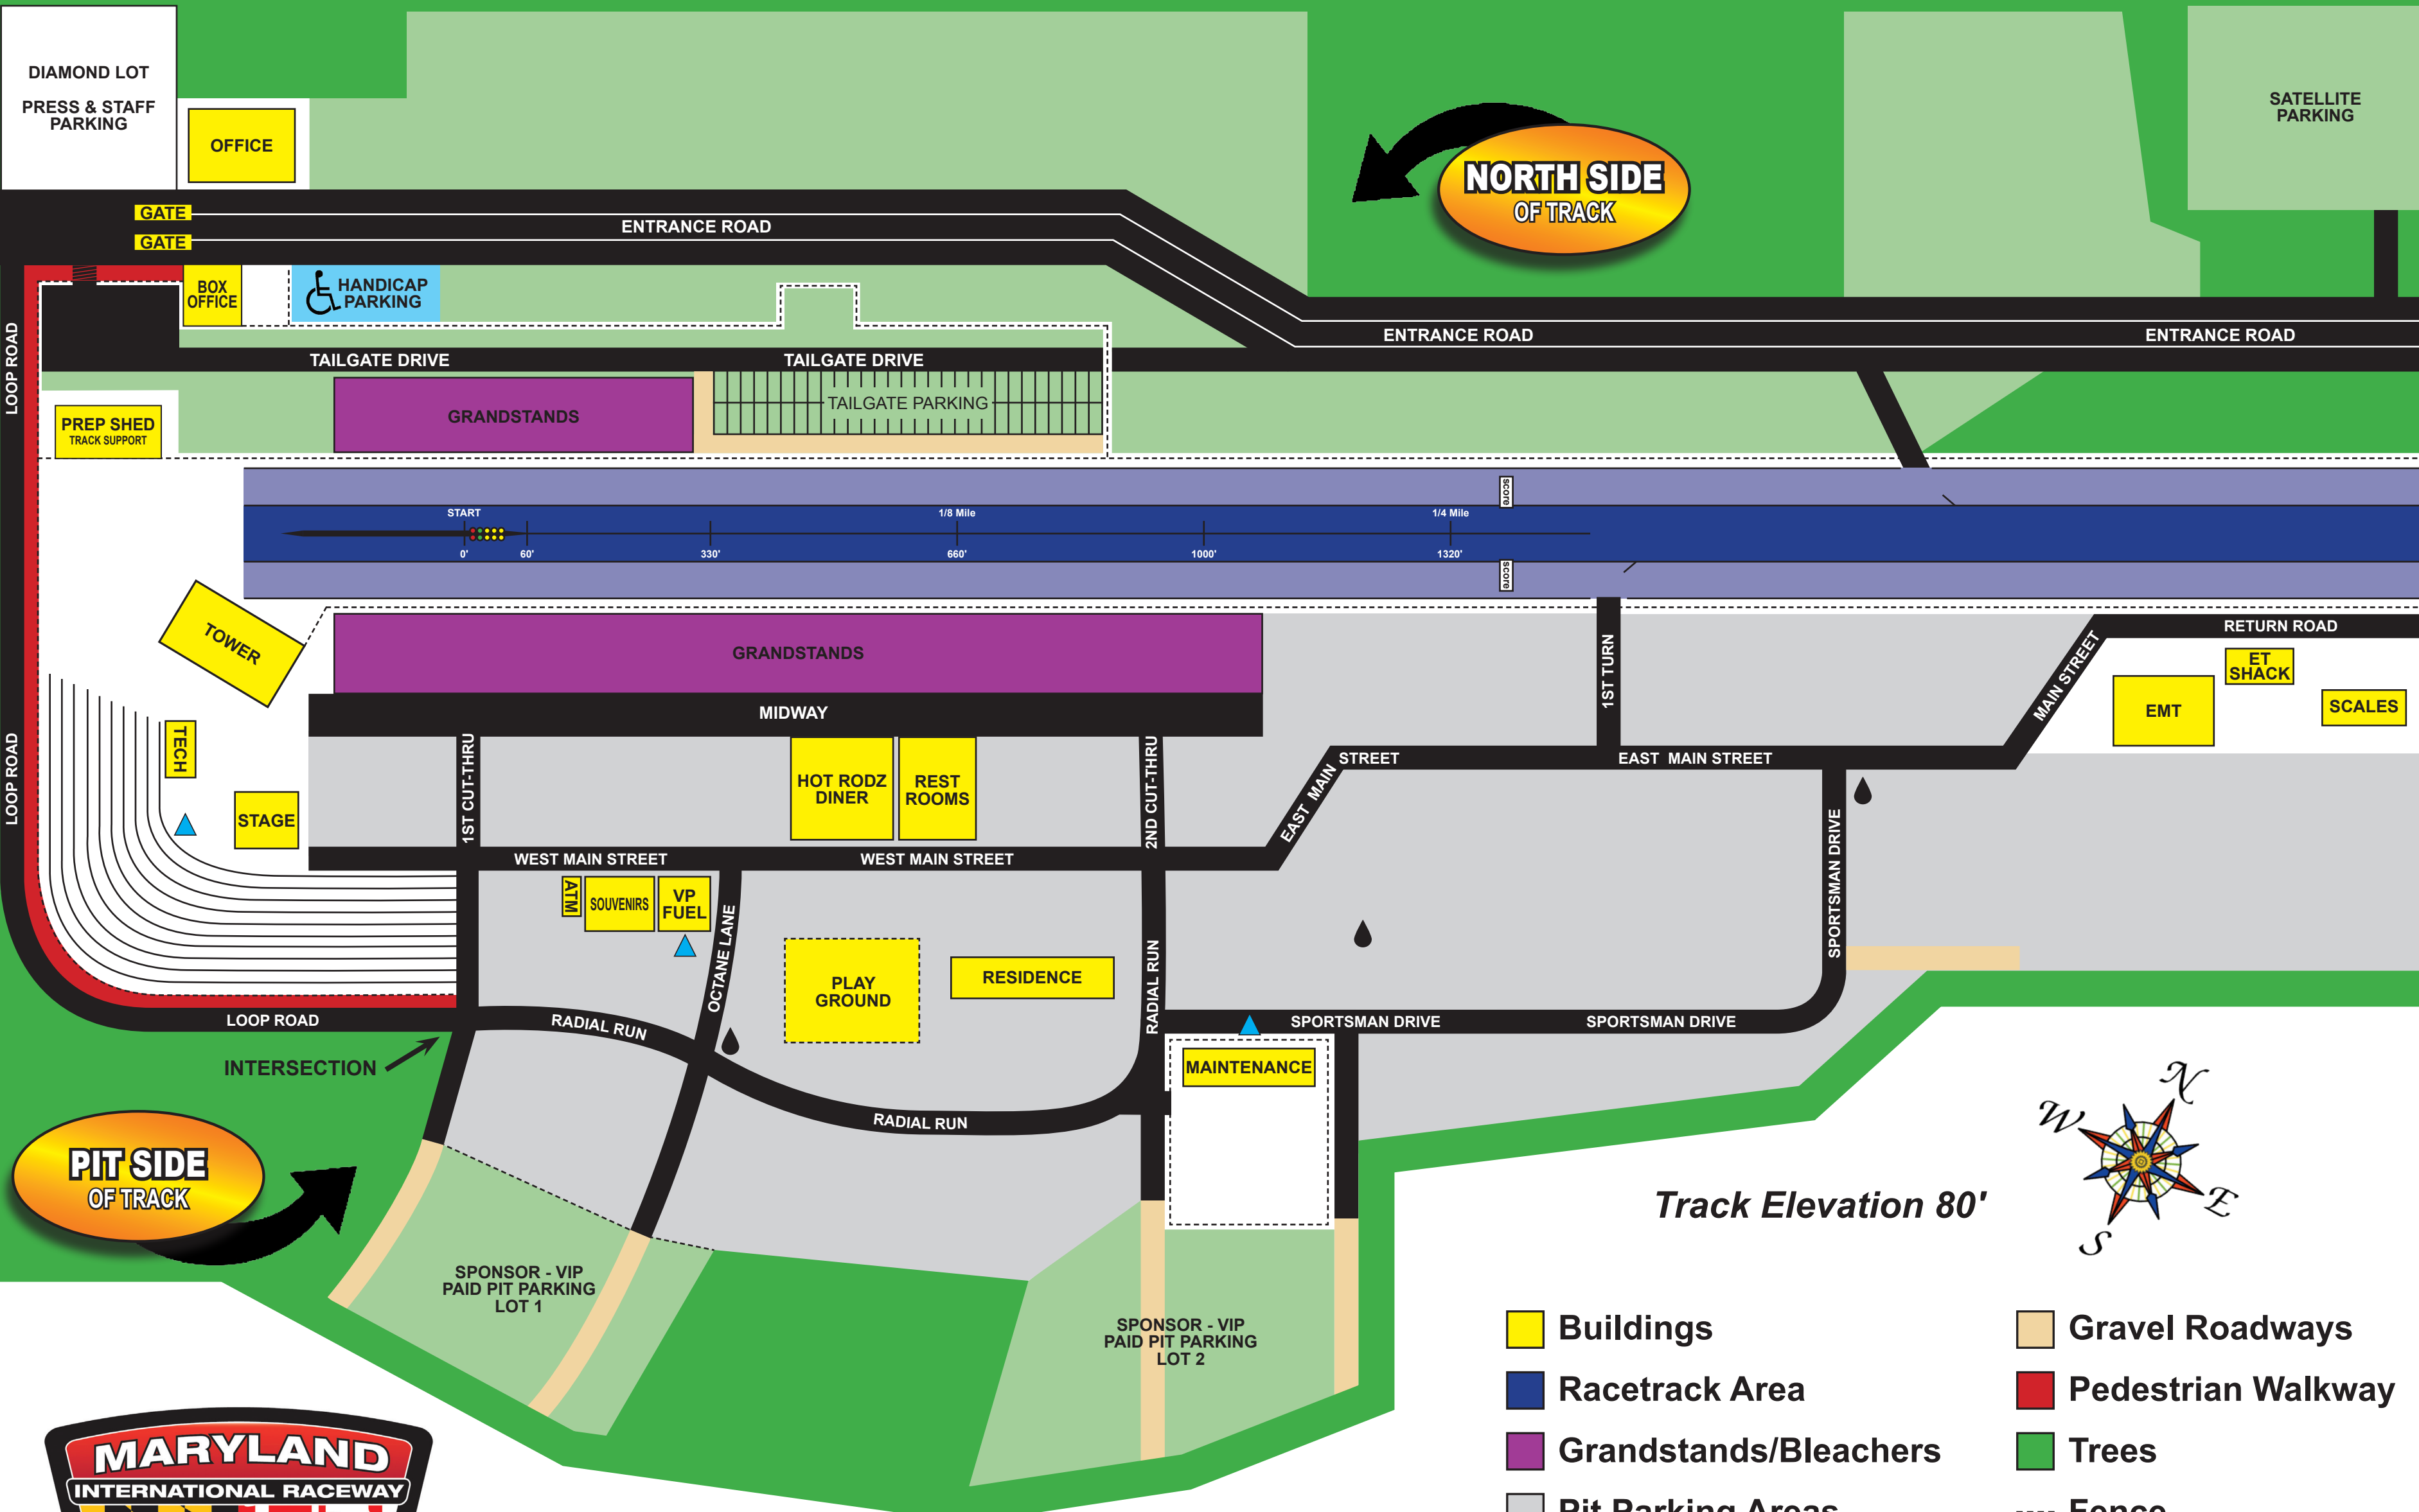 DIAMOND LOT
PRESS & STAFF
PARKING
OFFICE
SATELLITE
PARKING
NORTH SIDE
OF TRACK
GATE
GATE
ENTRANCE ROAD
BOX
OFFICE
HANDICAP
PARKING
ENTRANCE ROAD
ENTRANCE ROAD
LOOP ROAD
TAILGATE DRIVE
TAILGATE DRIVE
PREP SHED
TRACK SUPPORT
GRANDSTANDS
TAILGATE PARKING
score
START
1/8 Mile
1/4 Mile
0'
60'
330'
660'
1000'
1320'
score
TOWER
GRANDSTANDS
1ST TURN
MAIN STREET
RETURN ROAD
ET
SHACK
EMT
SCALES
MIDWAY
LOOP ROAD
TECH
STAGE
1ST CUT-THRU
HOT RODZ
DINER
REST
ROOMS
2ND CUT-THRU
EAST MAIN
STREET
EAST MAIN STREET
WEST MAIN STREET
WEST MAIN STREET
SPORTSMAN DRIVE
ATM
SOUVENIRS
VP
FUEL
OCTANE LANE
PLAY
GROUND
RESIDENCE
RADIAL RUN
LOOP ROAD
RADIAL RUN
SPORTSMAN DRIVE
SPORTSMAN DRIVE
INTERSECTION
MAINTENANCE
RADIAL RUN
PIT SIDE
OF TRACK
N
W
E
S
Track Elevation 80'
SPONSOR - VIP
PAID PIT PARKING
LOT 1
SPONSOR - VIP
PAID PIT PARKING
LOT 2
Buildings
Gravel Roadways
Racetrack Area
Pedestrian Walkway
Grandstands/Bleachers
Trees
Pit Parking Areas
Fence
MARYLAND
INTERNATIONAL RACEWAY